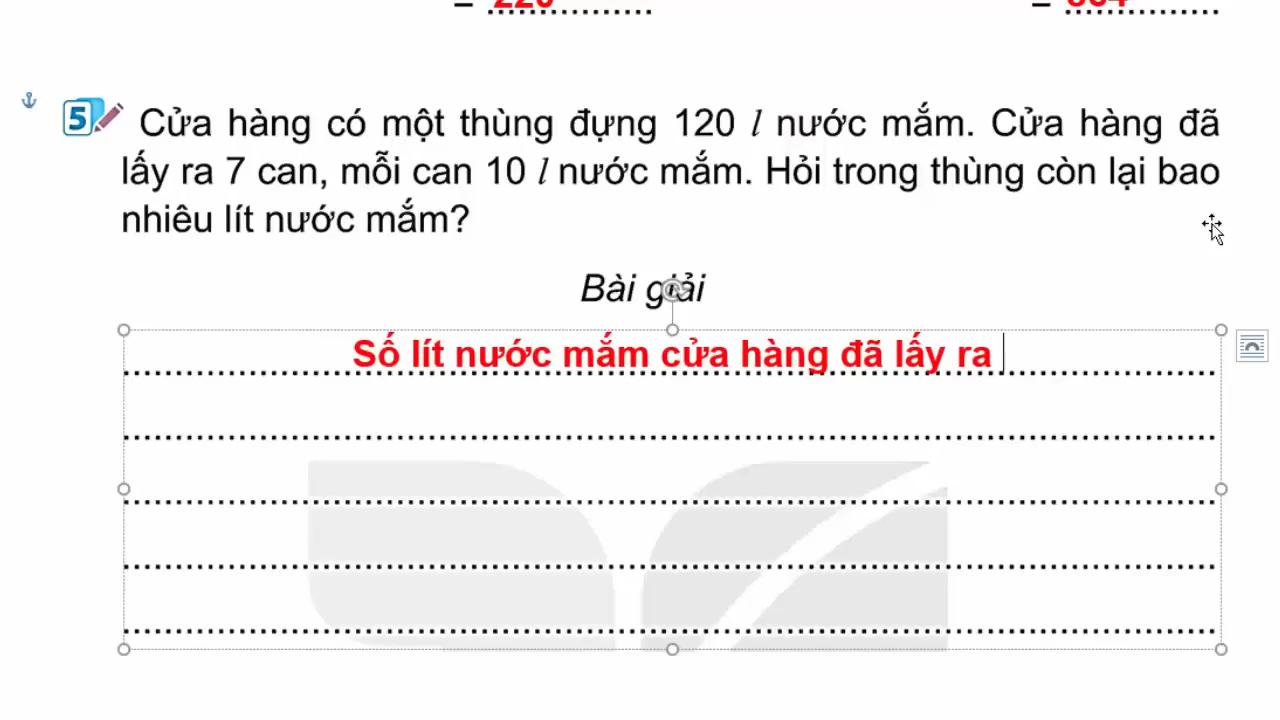 5 Cửa hàng có một thùng đựng 120 l nước mắm. Cửa hàng đã
lấy ra 7 can, mỗi can 10 l nước mắm. Hỏi trong thùng còn lại bao
nhiêu lít nước mắm?
Bài giải
Số lít nước mắm cửa hàng đã lấy ra